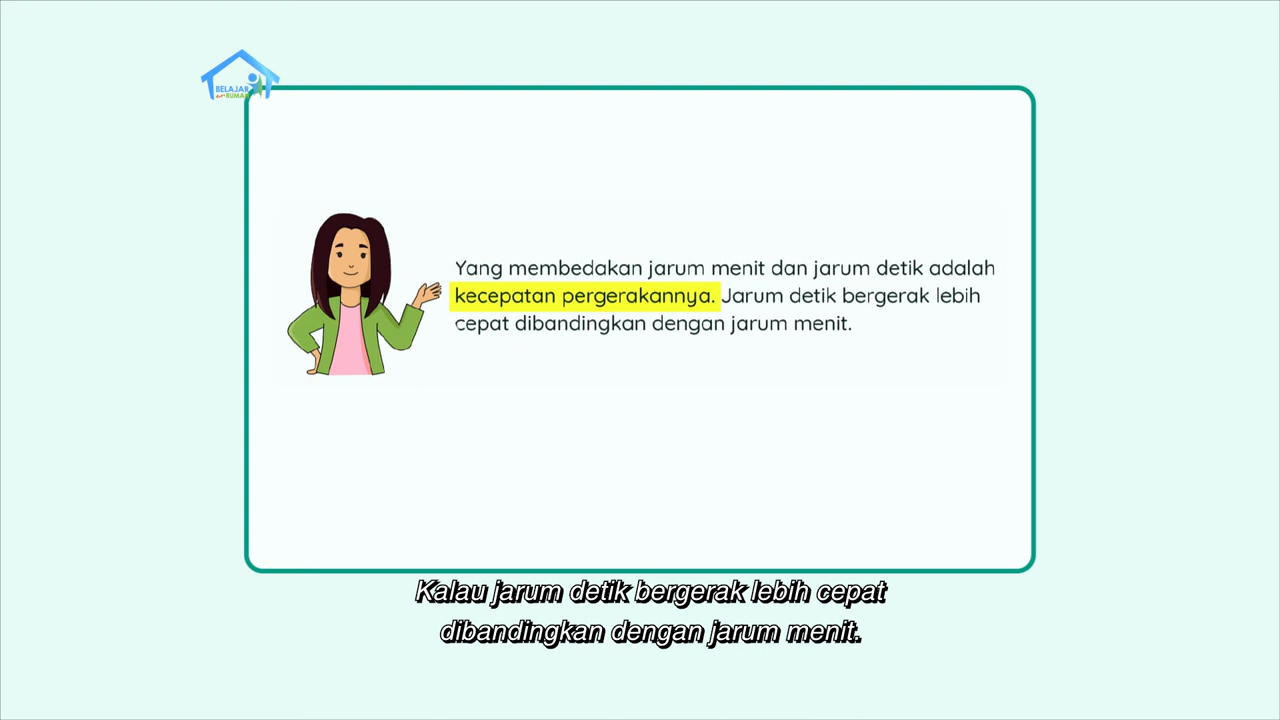 BELAJAR
dari RUMAH
Yang membedakan jarum menit dan jarum detik adalah
kecepatan pergerakannya. Jarum detik bergerak lebih
cepat dibandingkan dengan jarum menit.
Kalau jarum detik bergerak lebih cepat
dibandingkan dengan jarum menit.